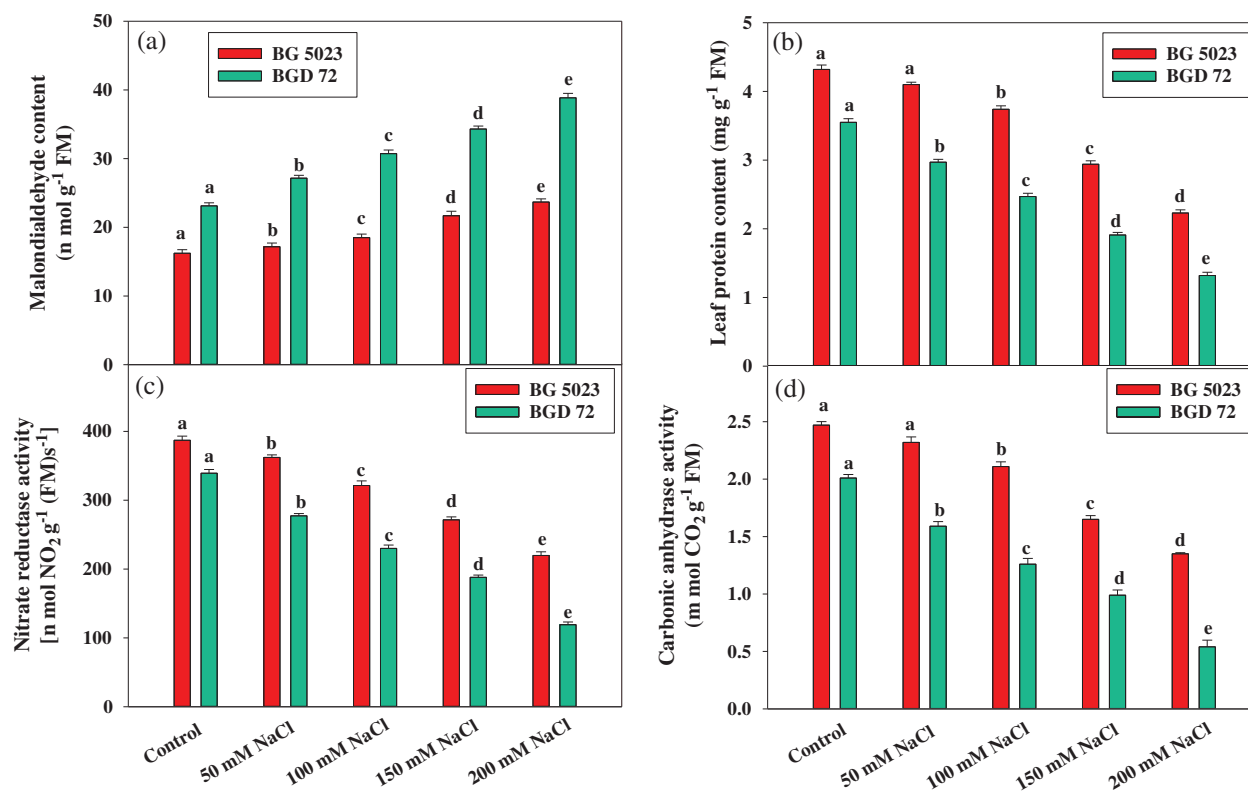 (a)
BG 5023
BGD 72
Malondialdehyde content
(n mol g⁻¹ FM)
50
40
30
20
10
0
a
a
b
b
c
c
d
d
e
e
(b)
BG 5023
BGD 72
Leaf protein content (mg g⁻¹ FM)
5
4
3
2
1
0
a
a
a
b
b
c
c
d
d
e
(c)
BG 5023
BGD 72
Nitrate reductase activity
[n mol NO₂ g⁻¹ (FM)s⁻¹
400
300
200
100
0
a
a
b
b
c
c
d
d
e
e
Control
50 mM NaCl
100 mM NaCl
150 mM NaCl
200 mM NaCl
(d)
BG 5023
BGD 72
Carbonic anhydrase activity
(m mol CO₂ g⁻¹ FM)
2.5
2.0
1.5
1.0
0.5
0.0
a
a
a
b
b
c
c
d
d
e
Control
50 mM NaCl
100 mM NaCl
150 mM NaCl
200 mM NaCl